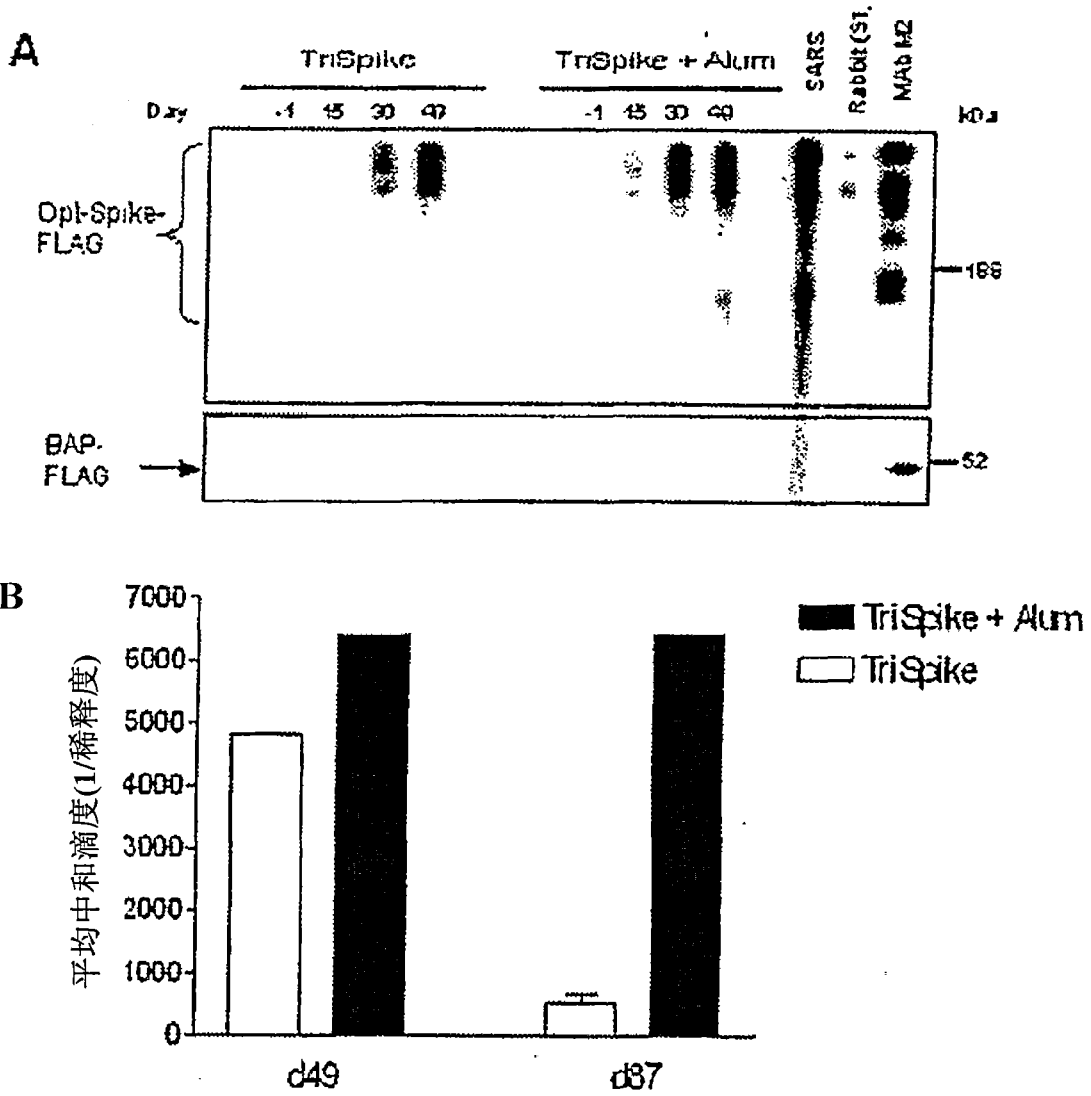 A
TriSpike
TriSpike + Alum
SARS
Rabbit (ST.
MAb M2
Day
-1 15 30
-1 15 30 49
kDa
Opt-Spike-
FLAG
188
BAP-
FLAG
52
B
7000
6000
5000
4000
3000
2000
1000
0
平均中和滴度(1/稀释度)
TriSpike + Alum
TriSpike
d49
d87